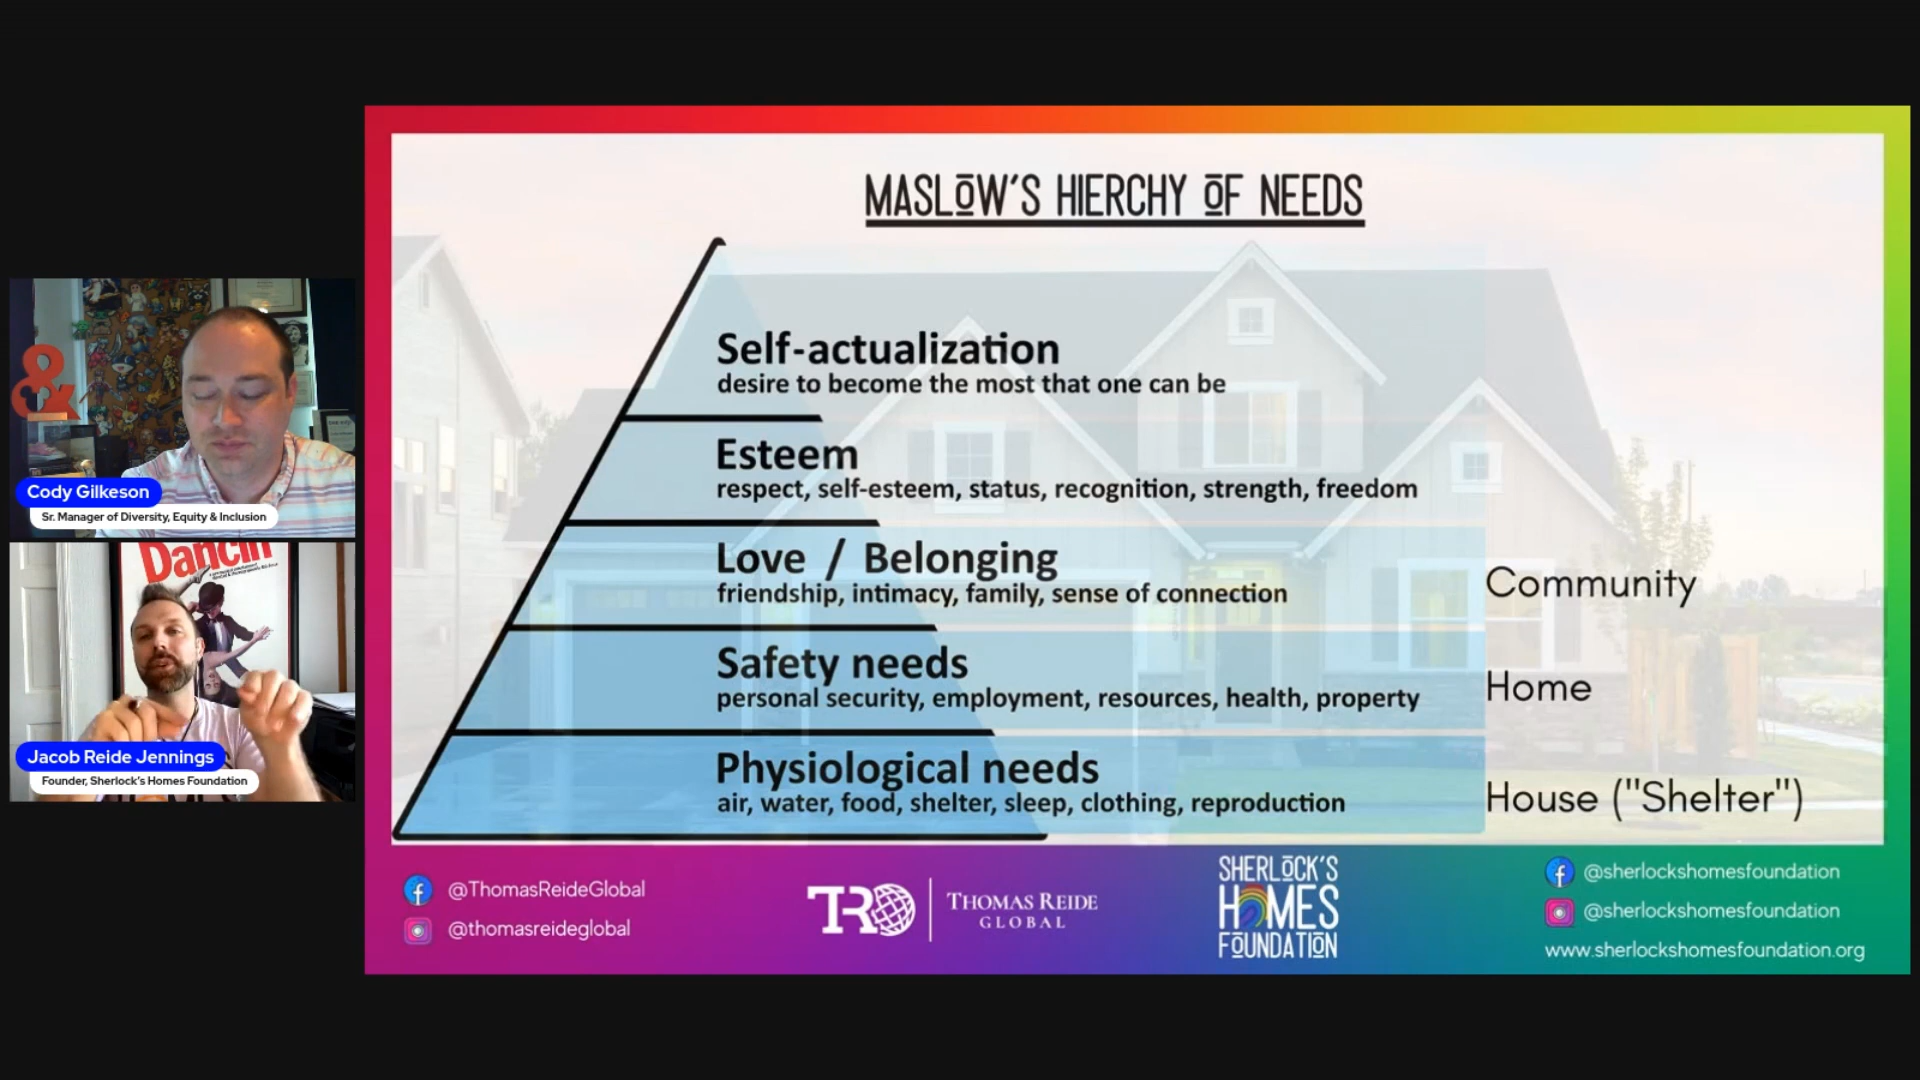 MASLOW'S HIERCHY OF NEEDS
Self-actualization
desire to become the most that one can be
Esteem
respect, self-esteem, status, recognition, strength, freedom
Love / Belonging
friendship, intimacy, family, sense of connection
Community
Safety needs
personal security, employment, resources, health, property
Home
Physiological needs
air, water, food, shelter, sleep, clothing, reproduction
House ("Shelter")
&
Cody Gilkeson
Sr. Manager of Diversity, Equity & Inclusion
Dancin
Jacob Reide Jennings
Founder, Sherlock's Homes Foundation
@ThomasReideGlobal
@thomasreideglobal
TR
THOMAS REIDE
GLOBAL
SHERLOCK'S
HOMES
FOUNDATION
@sherlockshomesfoundation
@sherlockshomesfoundation
www.sherlockshomesfoundation.org